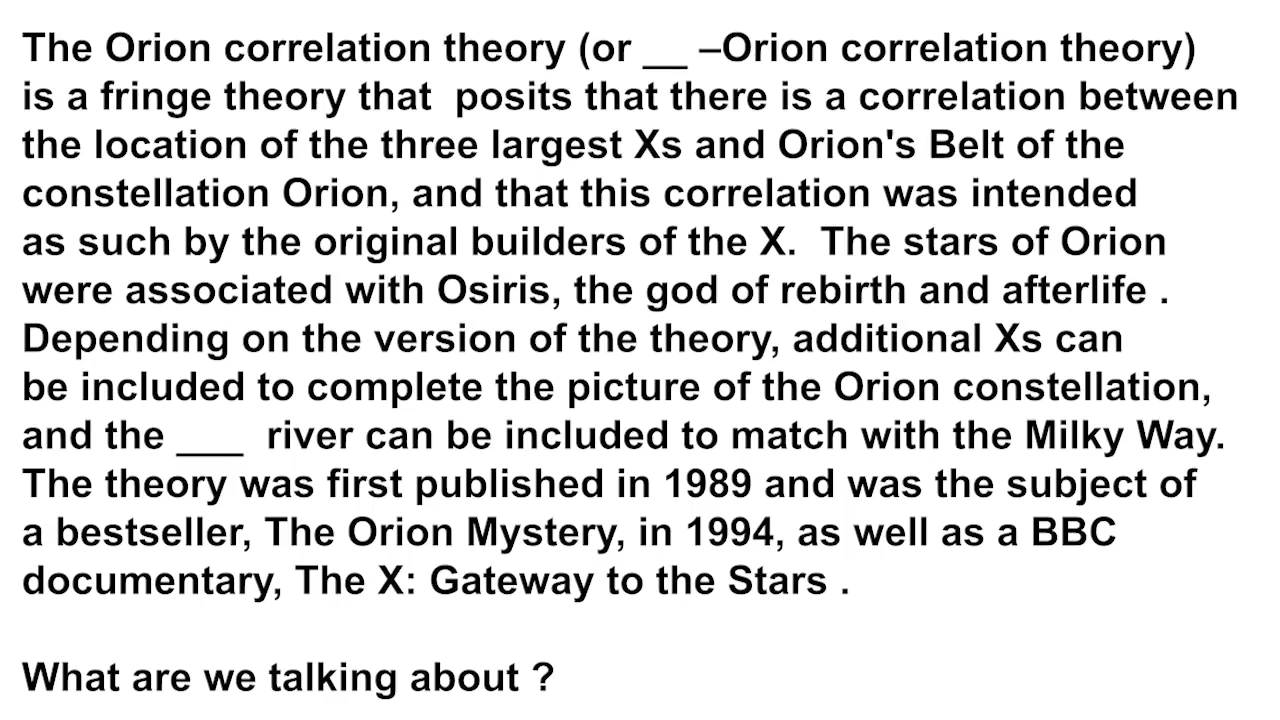 The Orion correlation theory (or __ –Orion correlation theory)
is a fringe theory that  posits that there is a correlation between
the location of the three largest Xs and Orion's Belt of the
constellation Orion, and that this correlation was intended
as such by the original builders of the X.  The stars of Orion
were associated with Osiris, the god of rebirth and afterlife .
Depending on the version of the theory, additional Xs can
be included to complete the picture of the Orion constellation,
and the ___  river can be included to match with the Milky Way.
The theory was first published in 1989 and was the subject of
a bestseller, The Orion Mystery, in 1994, as well as a BBC
documentary, The X: Gateway to the Stars .
What are we talking about ?